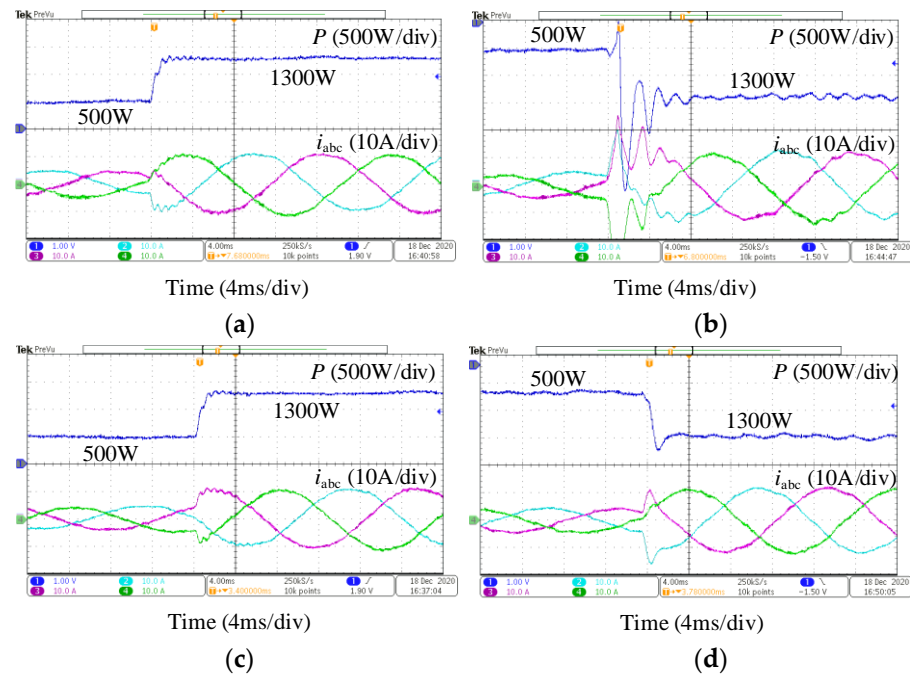 Tek PreVu
P (500W/div)
1300W
500W
iabc (10A/div)
1 1.00 V 2 10.0 A 4.00ms 250kS/s 1 18 Dec 2020
3 10.0 A 4 10.0 A 10k points 1.90 V 16:40:58
Time (4ms/div)
(a)
Tek PreVu
500W
P (500W/div)
1300W
iabc (10A/div)
1 1.00 V 2 10.0 A 4.00ms 250kS/s 1 18 Dec 2020
3 10.0 A 4 10.0 A 10k points −1.50 V 16:44:47
Time (4ms/div)
(b)
Tek PreVu
P (500W/div)
1300W
500W
iabc (10A/div)
1 1.00 V 2 10.0 A 4.00ms 250kS/s 1 18 Dec 2020
3 10.0 A 4 10.0 A 10k points 1.90 V 16:37:04
Time (4ms/div)
(c)
Tek PreVu
500W
P (500W/div)
1300W
iabc (10A/div)
1 1.00 V 2 10.0 A 4.00ms 250kS/s 1 18 Dec 2020
3 10.0 A 4 10.0 A 10k points −1.50 V 16:50:05
Time (4ms/div)
(d)